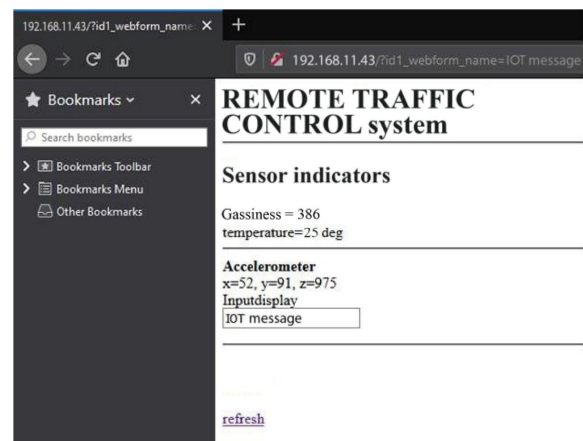 192.168.11.43/?id1_webform_name
192.168.11.43/?id1_webform_name=IOT message
Bookmarks
Search bookmarks
Bookmarks Toolbar
Bookmarks Menu
Other Bookmarks
REMOTE TRAFFIC
CONTROL system
Sensor indicators
Gassiness = 386
temperature=25 deg
Accelerometer
x=52, y=91, z=975
Inputdisplay
IOT message
refresh